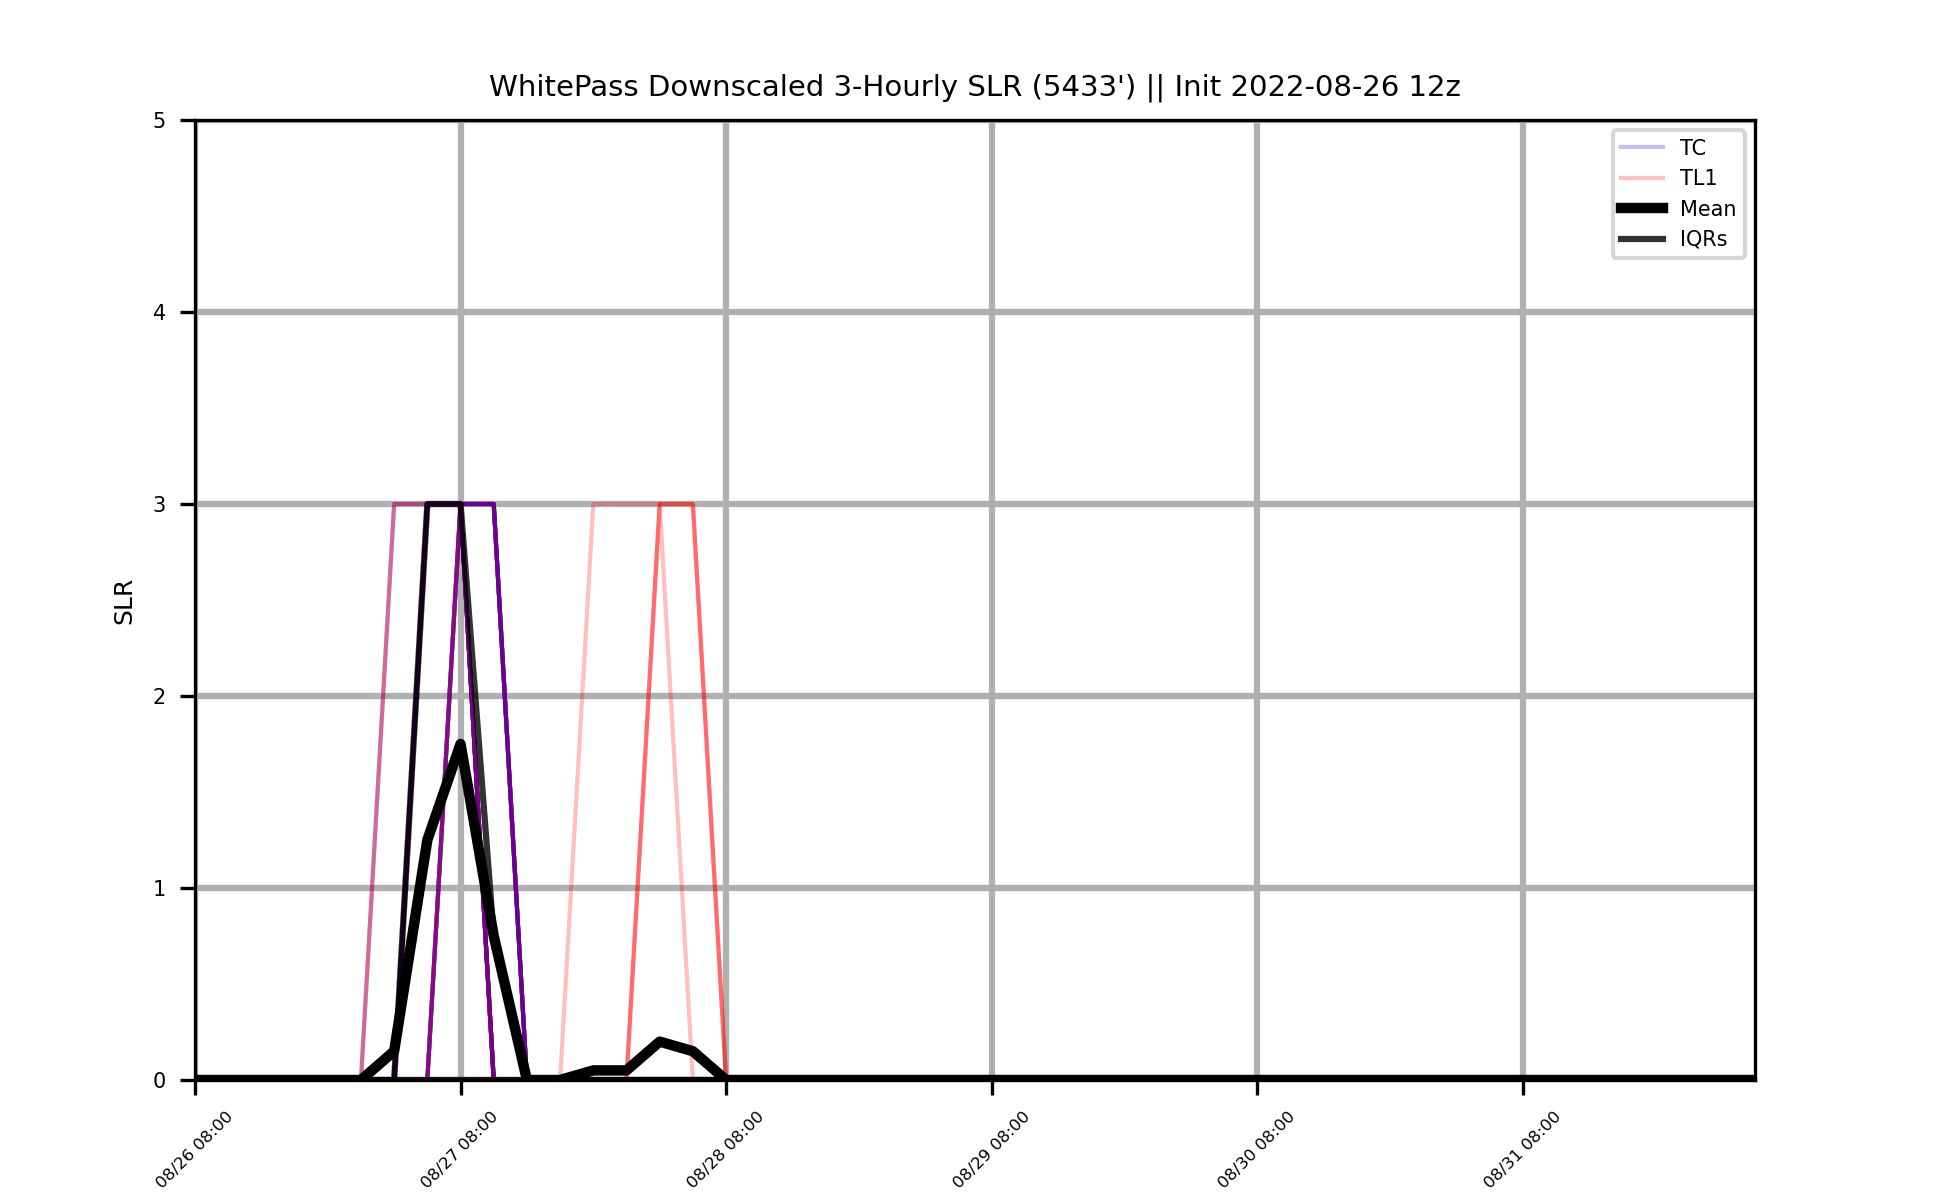 WhitePass Downscaled 3-Hourly SLR (5433') || Init 2022-08-26 12z
5
4
3
2
1
0
SLR
TC
TL1
Mean
IQRs
08/26 08:00
08/27 08:00
08/28 08:00
08/29 08:00
08/30 08:00
08/31 08:00